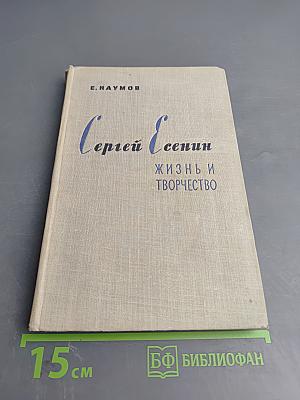 Е. НАУМОВ
Сергей Есенин
ЖИЗНЬ И
ТВОРЧЕСТВО
15 см
БФ БИБЛИОФАН